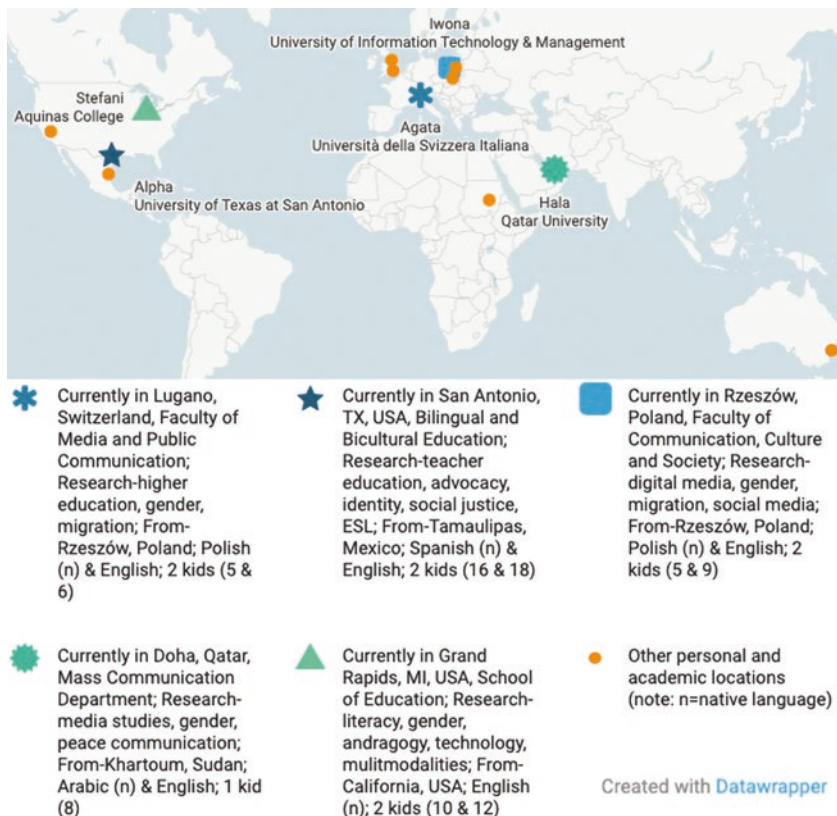 Iwona
University of Information Technology & Management
Stefani
Aquinas College
Agata
Università della Svizzera Italiana
Alpha
University of Texas at San Antonio
Hala
Qatar University
Currently in Lugano,
Switzerland, Faculty of
Media and Public
Communication;
Research-higher
education, gender,
migration; From-
Rzeszów, Poland; Polish
(n) & English; 2 kids (5 &
6)
Currently in San Antonio,
TX, USA, Bilingual and
Bicultural Education;
Research-teacher
education, advocacy,
identity, social justice,
ESL; From-Tamaulipas,
Mexico; Spanish (n) &
English; 2 kids (16 & 18)
Currently in Rzeszów,
Poland, Faculty of
Communication, Culture
and Society; Research-
digital media, gender,
migration, social media;
From-Rzeszów, Poland;
Polish (n) & English; 2
kids (5 & 9)
Currently in Doha, Qatar,
Mass Communication
Department; Research-
media studies, gender,
peace communication;
From-Khartoum, Sudan;
Arabic (n) & English; 1 kid
(8)
Currently in Grand
Rapids, MI, USA, School
of Education; Research-
literacy, gender,
andragogy, technology,
mulitmodalities; From-
California, USA; English
(n); 2 kids (10 & 12)
Other personal and
academic locations
(note: n=native language)
Created with Datawrapper